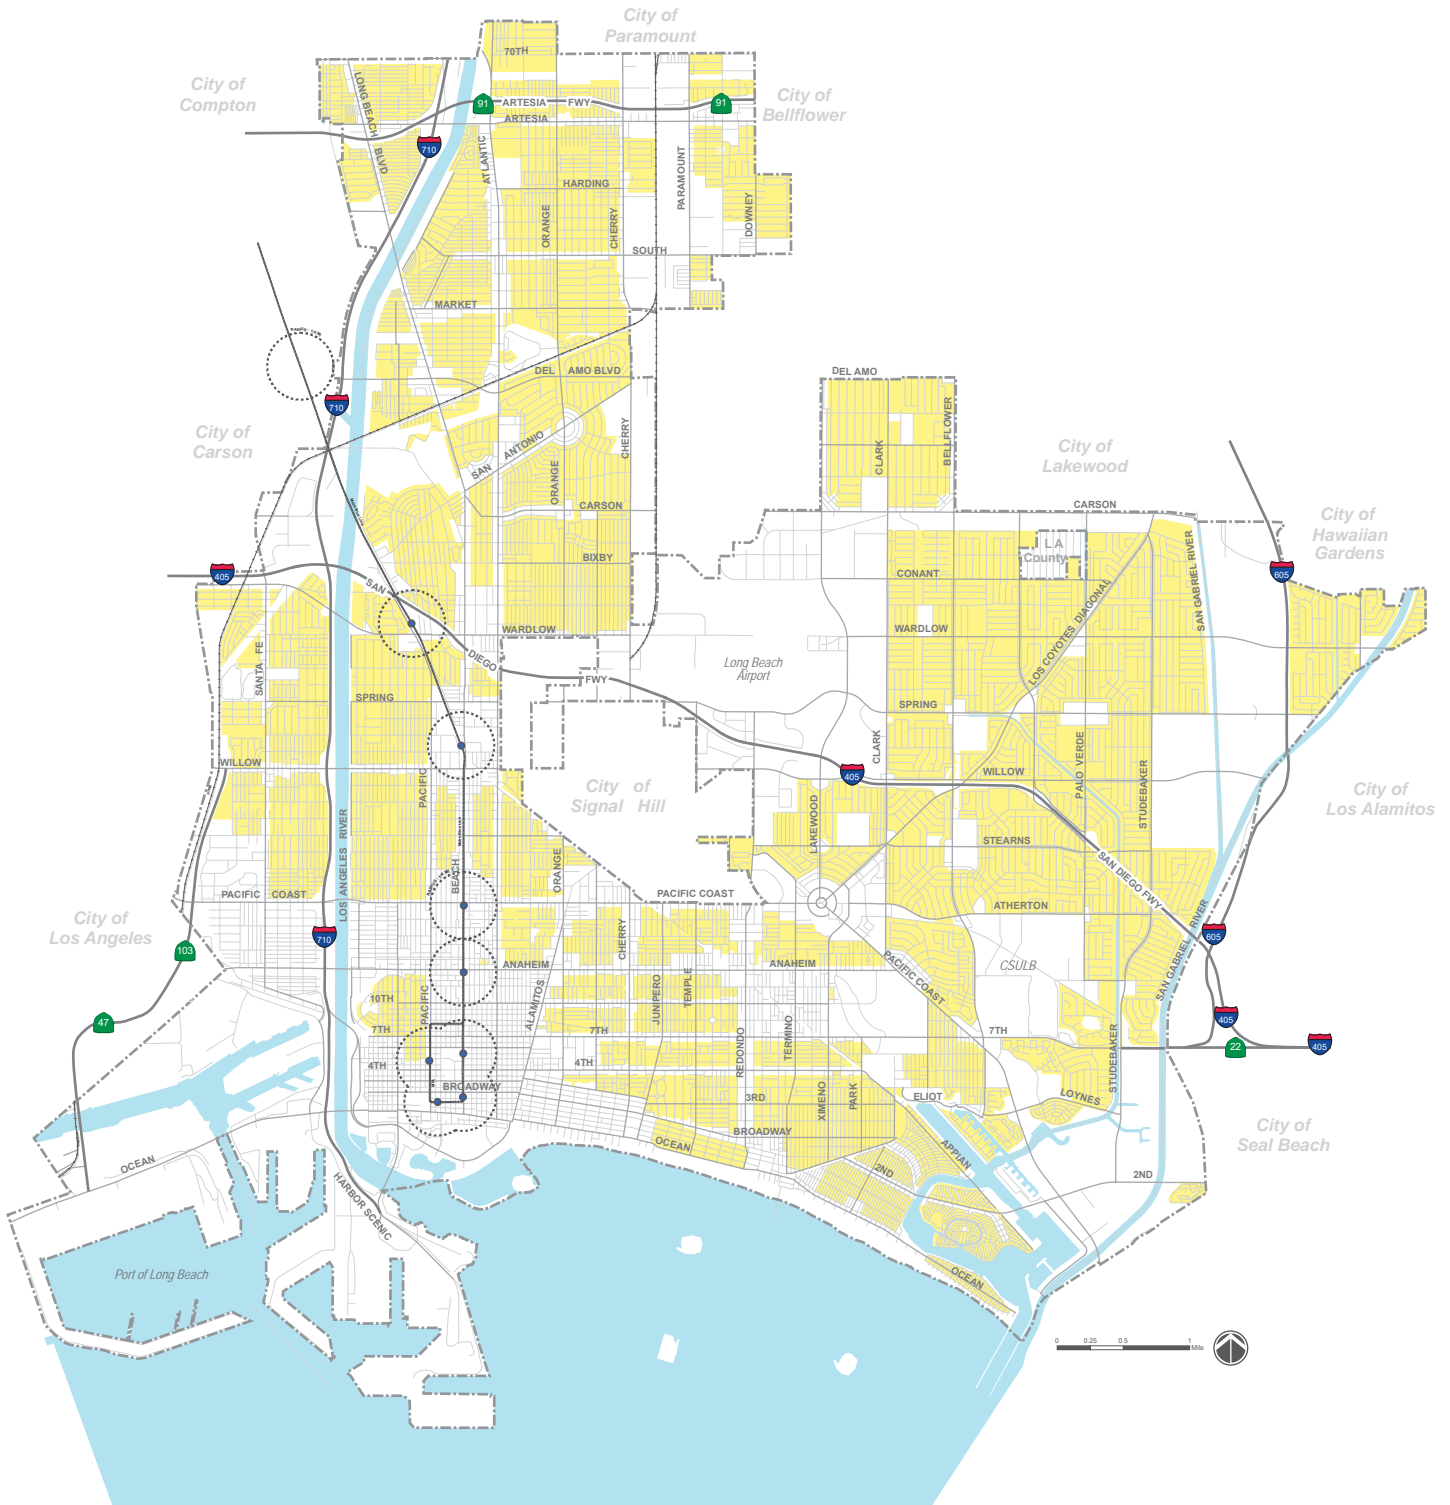 City of
Paramount
70TH
City of
Compton
LONG BEACH
BLVD
91
ARTESIA
FWY
91
City of
Bellflower
ARTESIA
710
ATLANTIC
HARDING
PARAMOUNT
ORANGE
CHERRY
DOWNEY
SOUTH
MARKET
DEL
AMO BLVD
DEL AMO
710
City of
Carson
SAN
ANTONIO
CHERRY
ORANGE
CLARK
BELLFLOWER
City of
Lakewood
CARSON
CARSON
City of
Hawaiian
Gardens
BIXBY
L A
County
SAN GABRIEL RIVER
405
SAN
CONANT
605
LOS COYOTES DIAGONAL
WARDLOW
WARDLOW
SANTA FE
DIEGO
FWY
Long Beach
Airport
SPRING
SPRING
CLARK
PALO VERDE
WILLOW
PACIFIC
City of
Signal Hill
405
WILLOW
STUDEBAKER
City of
Los Alamitos
LOS ANGELES RIVER
LAKEWOOD
STEARNS
BEACH
ORANGE
SAN DIEGO FWY
PACIFIC
COAST
PACIFIC COAST
ATHERTON
City of
Los Angeles
710
CHERRY
605
103
ANAHEIM
ANAHEIM
PACIFIC COAST
CSULB
SAN GABRIEL
RIVER
10TH
PACIFIC
ALAMITOS
JUNIPERO
TEMPLE
47
7TH
7TH
REDONDO
TERMINO
7TH
405
22
405
4TH
4TH
STUDEBAKER
BROADWAY
3RD
XIMENO
PARK
ELIOT
LOYNES
City of
Seal Beach
BROADWAY
OCEAN
APPIAN
OCEAN
2ND
2ND
HARBOR SCENIC
Port of Long Beach
OCEAN
0
0.25
0.5
1
Mile